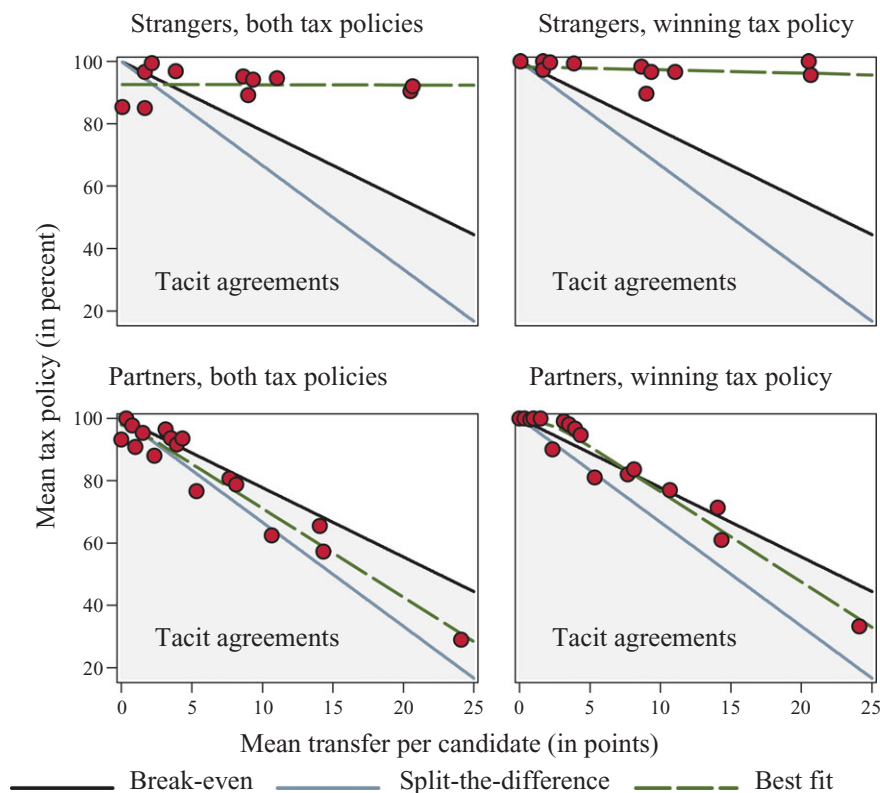 Strangers, both tax policies
Strangers, winning tax policy
100
80
60
40
20
Tacit agreements
Tacit agreements
Mean tax policy (in percent)
Partners, both tax policies
Partners, winning tax policy
100
80
60
40
20
Tacit agreements
Tacit agreements
0 5 10 15 20 25
0 5 10 15 20 25
Mean transfer per candidate (in points)
Break-even Split-the-difference Best fit